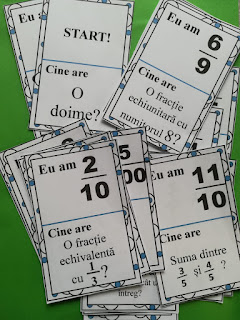 START!
Cine are
O
doime?
Eu am 6/9
Cine are
O fracție
echiunitară cu
numitorul 8?
Eu am 2/10
Cine are
O fracție
echivalentă
cu 1/3?
5
00
Eu am 11/10
Cine are
Suma dintre
3/5 și 4/5 ?
întreg?